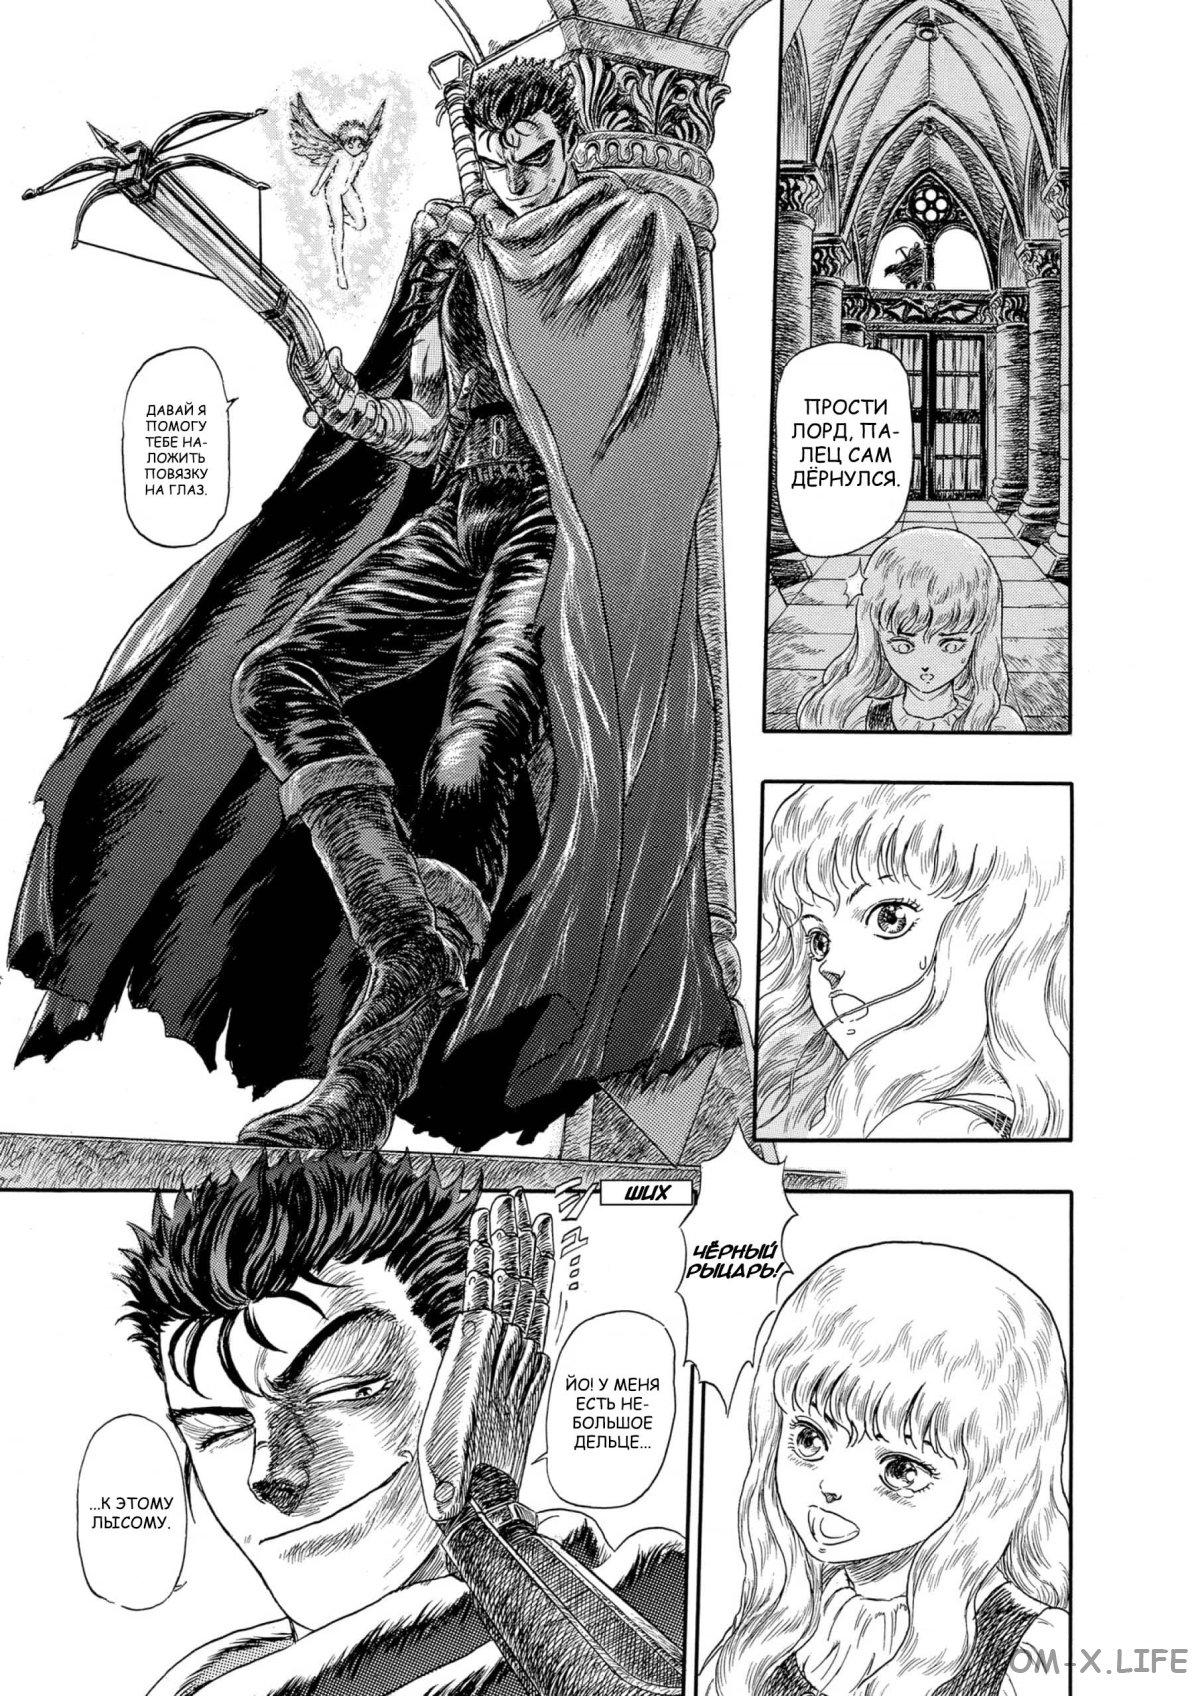 ПРОСТИ
ЛОРД, ПА-
ЛЕЦ САМ
ДЁРНУЛСЯ.
ДАВАЙ Я
ПОМОГУ
ТЕБЕ НА-
ЛОЖИТЬ
ПОВЯЗКУ
НА ГЛАЗ.
ЧЁРНЫЙ
РЫЦАРЬ!
ШИХ
ЙО! У МЕНЯ
ЕСТЬ НЕ-
БОЛЬШОЕ
ДЕЛЬЦЕ...
...К ЭТОМУ
ЛЫСОМУ.
OM-X.LIFE